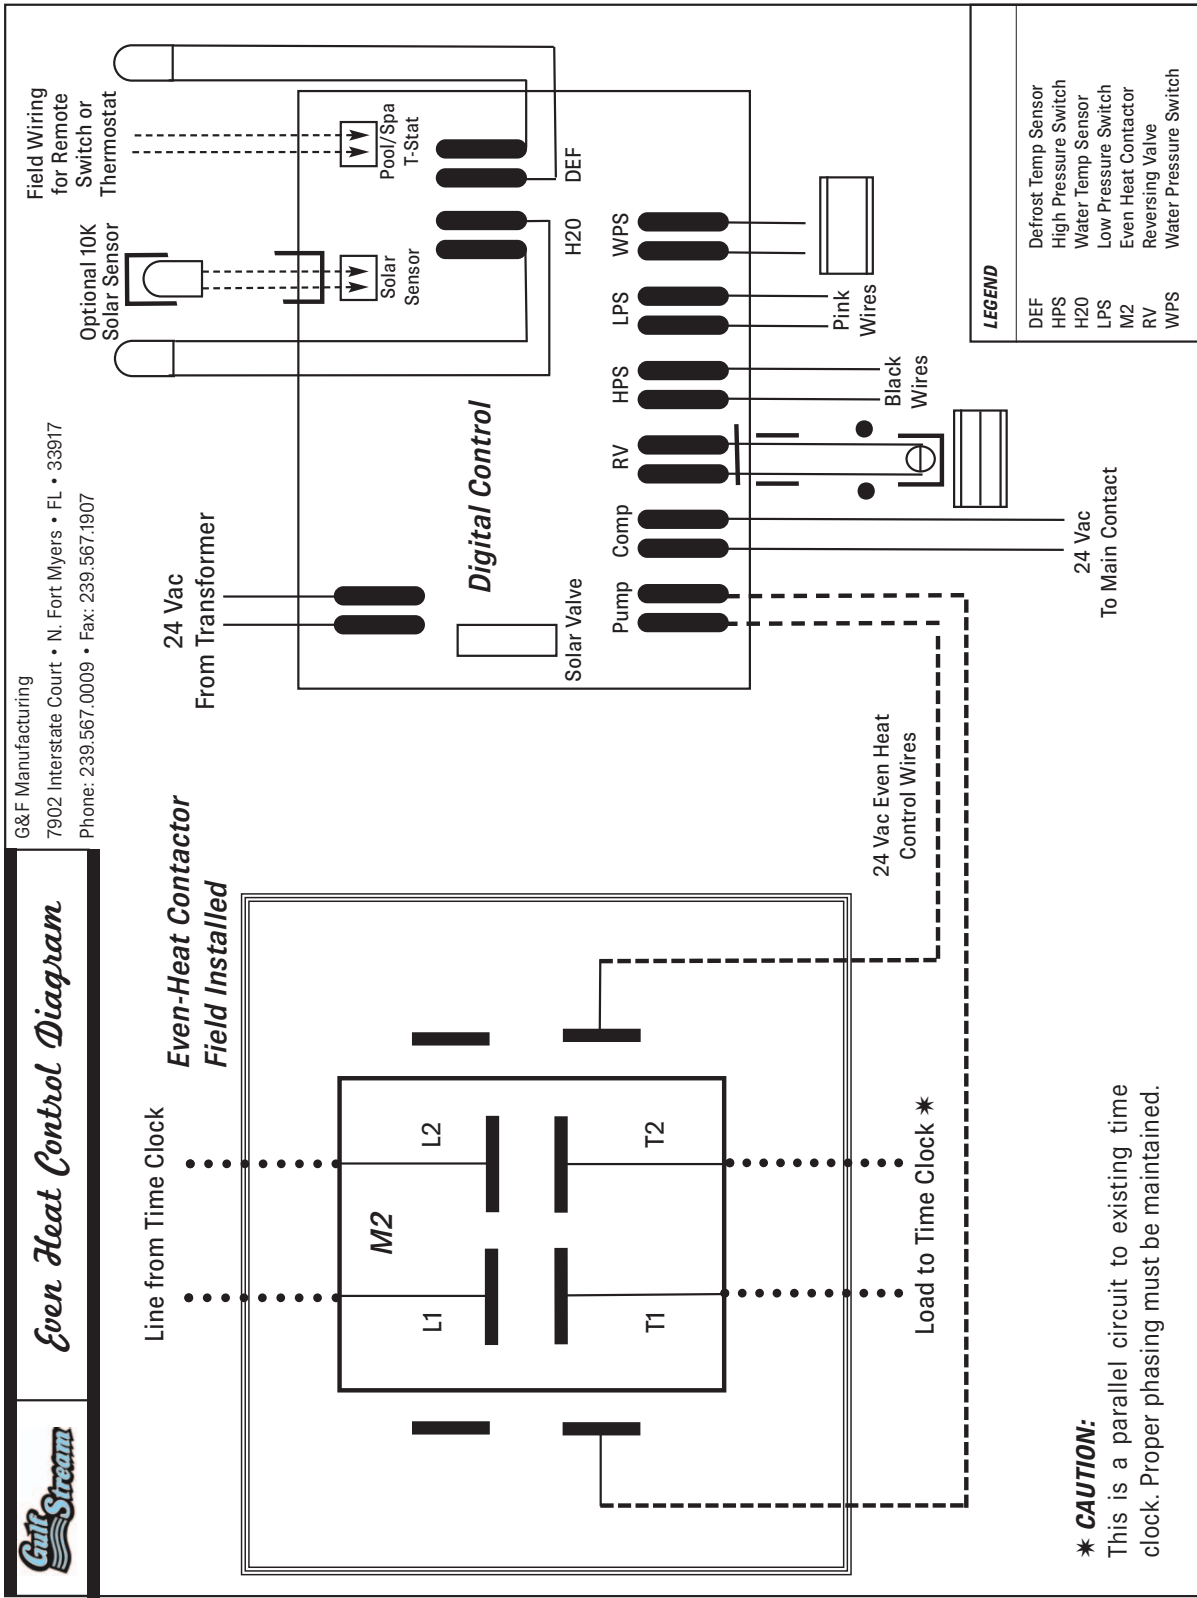 Gulf
Stream
Even Heat Control Diagram
G&F Manufacturing
7902 Interstate Court • N. Fort Myers • FL • 33917
Phone: 239.567.0009 • Fax: 239.567.1907
Even-Heat Contactor
Field Installed
Line from Time Clock
M2
L1
L2
T1
T2
Load to Time Clock ✷
24 Vac Even Heat
Control Wires
24 Vac
From Transformer
Optional 10K
Solar Sensor
Field Wiring
for Remote
Switch or
Thermostat
Solar
Sensor
Pool/Spa
T-Stat
H20
DEF
Digital Control
Solar Valve
Pump
Comp
RV
HPS
LPS
WPS
Black
Wires
Pink
Wires
24 Vac
To Main Contact
LEGEND
DEF Defrost Temp Sensor
HPS High Pressure Switch
H20 Water Temp Sensor
LPS Low Pressure Switch
M2 Even Heat Contactor
RV Reversing Valve
WPS Water Pressure Switch
✷ CAUTION:
This is a parallel circuit to existing time
clock. Proper phasing must be maintained.